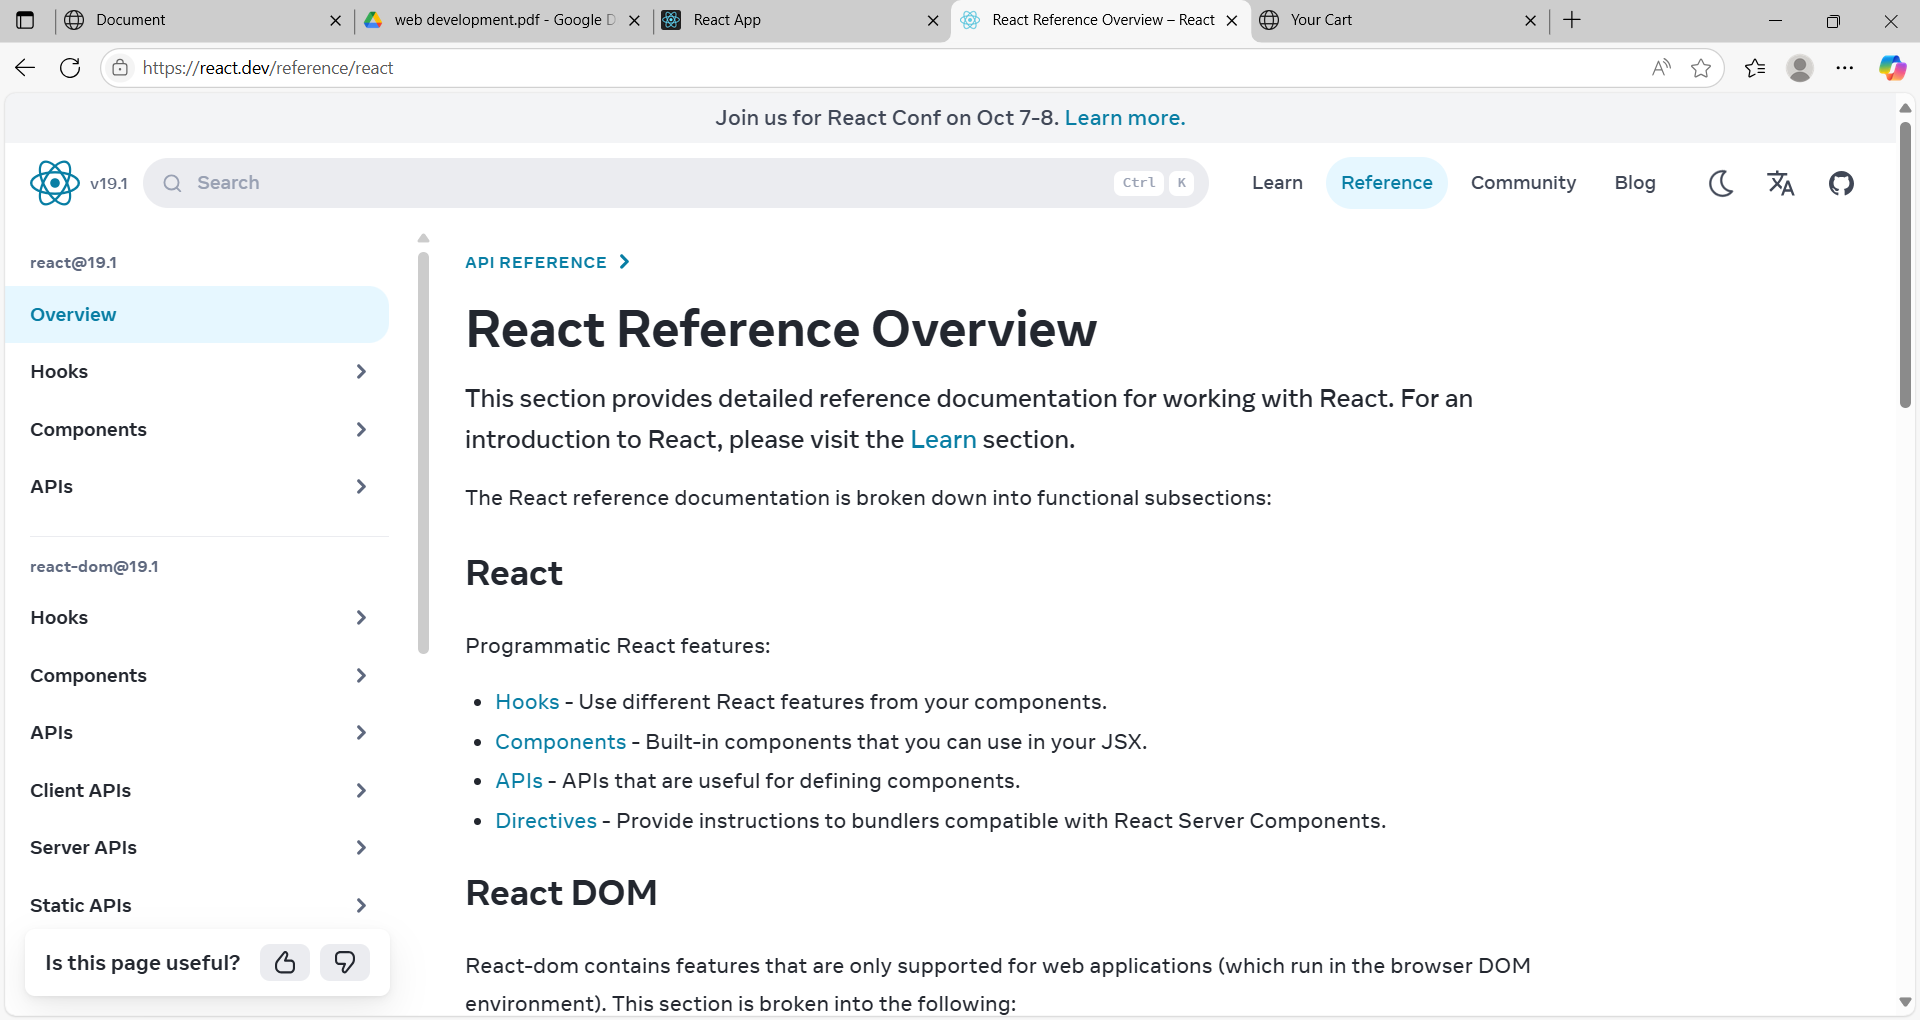 Document
web development.pdf - Google D
React App
React Reference Overview – React
Your Cart
https://react.dev/reference/react
Join us for React Conf on Oct 7-8. Learn more.
v19.1
Search
Ctrl K
Learn
Reference
Community
Blog
react@19.1
Overview
Hooks
Components
APIs
react-dom@19.1
Hooks
Components
APIs
Client APIs
Server APIs
Static APIs
Is this page useful?
API REFERENCE
React Reference Overview
This section provides detailed reference documentation for working with React. For an
introduction to React, please visit the Learn section.
The React reference documentation is broken down into functional subsections:
React
Programmatic React features:
• Hooks - Use different React features from your components.
• Components - Built-in components that you can use in your JSX.
• APIs - APIs that are useful for defining components.
• Directives - Provide instructions to bundlers compatible with React Server Components.
React DOM
React-dom contains features that are only supported for web applications (which run in the browser DOM
environment). This section is broken into the following: